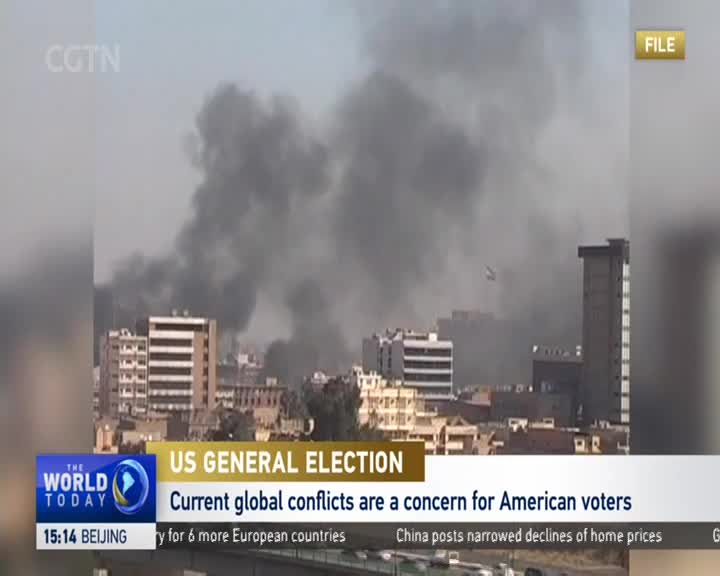 CGTN
FILE
US GENERAL ELECTION
THE
WORLD
TODAY
Current global conflicts are a concern for American voters
15:14 BEIJING
for 6 more European countries China posts narrowed declines of home prices